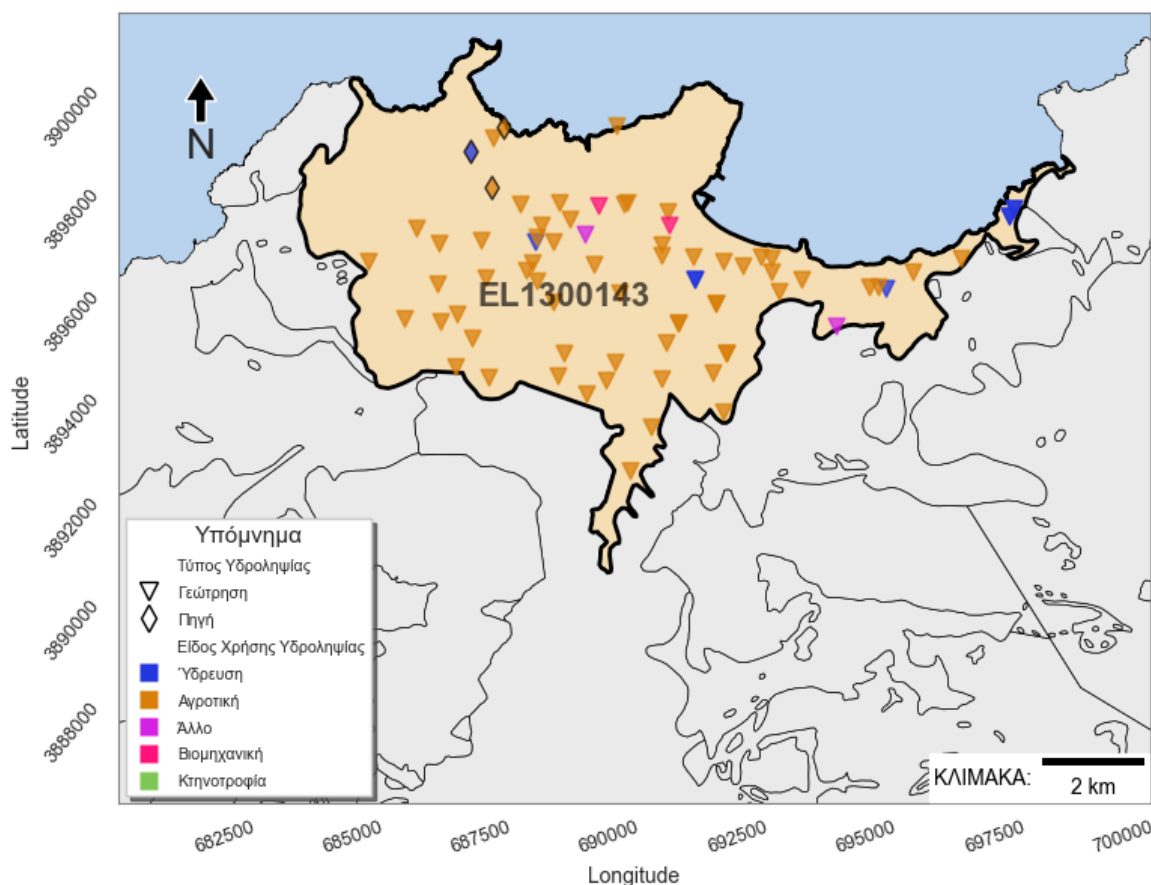 N
EL1300143
Latitude
3900000
3898000
3896000
3894000
3892000
3890000
3888000
Υπόμνημα
Τύπος Υδροληψίας
Γεώτρηση
Πηγή
Είδος Χρήσης Υδροληψίας
Ύδρευση
Αγροτική
Άλλο
Βιομηχανική
Κτηνοτροφία
ΚΛΙΜΑΚΑ:
2 km
682500
685000
687500
690000
692500
695000
697500
700000
Longitude